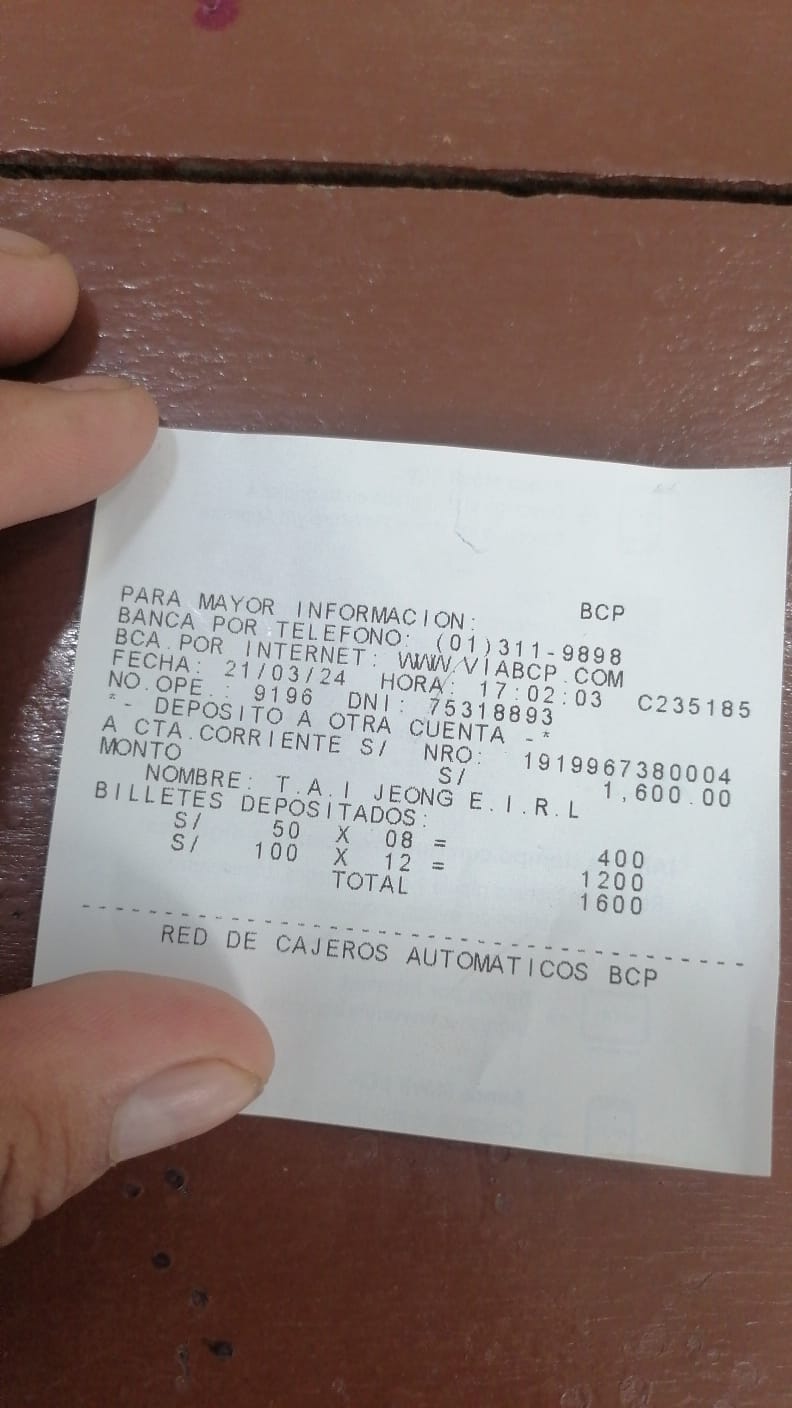 PARA MAYOR INFORMACION: BCP
BANCA POR TELEFONO: (01)311-9898
BCA.POR INTERNET: WWW.VIABCP.COM
FECHA: 21/03/24 HORA: 17:02:03 C235185
NO.OPE.: 9196 DNI: 75318893
*- DEPOSITO A OTRA CUENTA -*
A CTA.CORRIENTE S/ NRO: 1919967380004
MONTO S/ 1,600.00
NOMBRE: T.A.I JEONG E.I.R.L
BILLETES DEPOSITADOS:
S/ 50 X 08 = 400
S/ 100 X 12 = 1200
TOTAL 1600
RED DE CAJEROS AUTOMATICOS BCP